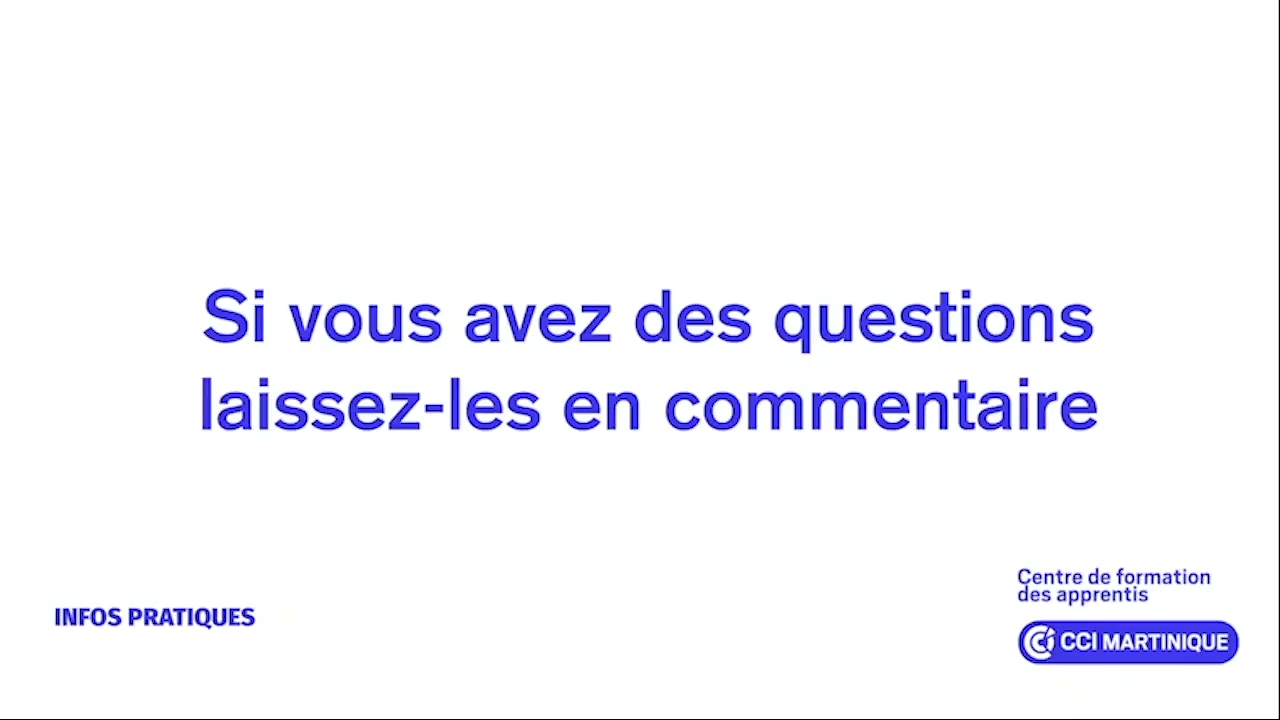 Si vous avez des questions
laissez-les en commentaire
INFOS PRATIQUES
Centre de formation
des apprentis
CCI MARTINIQUE